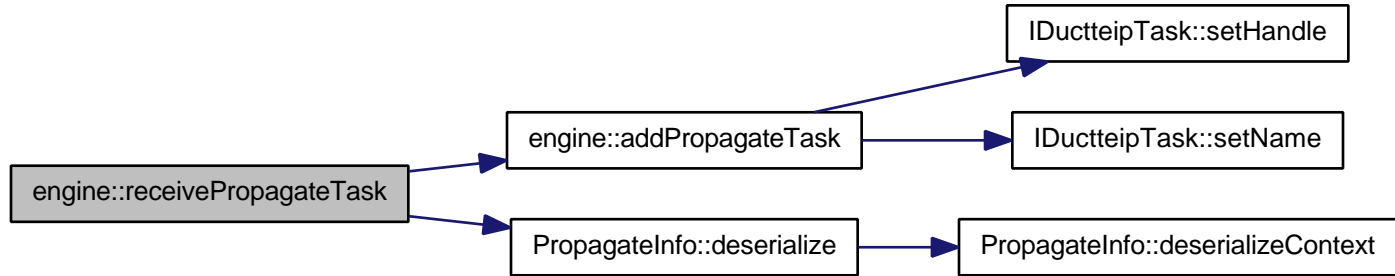 IDuctteipTask::setHandle
engine::addPropagateTask
IDuctteipTask::setName
engine::receivePropagateTask
PropagateInfo::deserialize
PropagateInfo::deserializeContext